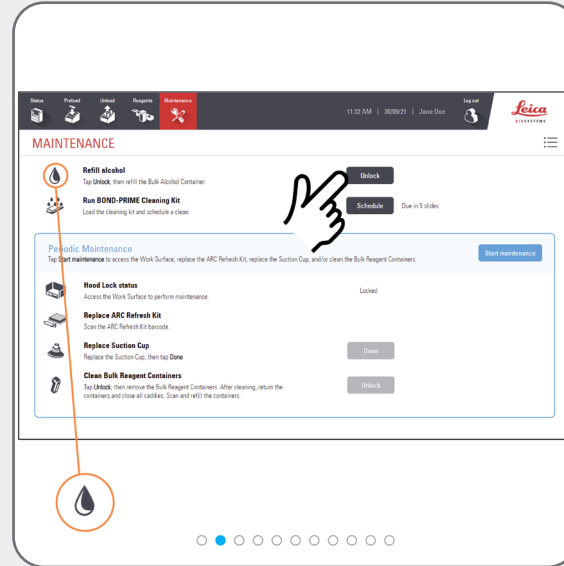 Status Preload Unload Reagents Maintenance
11:32 AM | 30/09/21 | Jane Doe
Log out
Leica
BIOSYSTEMS
MAINTENANCE
Refill alcohol
Tap Unlock, then refill the Bulk Alcohol Container.
Unlock
Run BOND-PRIME Cleaning Kit
Load the cleaning kit and schedule a clean.
Schedule
Due in 5 slides
Periodic Maintenance
Tap Start maintenance to access the Work Surface, replace the ARC Refresh Kit, replace the Suction Cup, and/or clean the Bulk Reagent Containers.
Start maintenance
Hood Lock status
Access the Work Surface to perform maintenance.
Locked
Replace ARC Refresh Kit
Scan the ARC Refresh Kit barcode.
Replace Suction Cup
Replace the Suction Cup, then tap Done
Done
Clean Bulk Reagent Containers
Tap Unlock, then remove the Bulk Reagent Containers. After cleaning, return the
containers and close all caddies. Scan and refill the containers.
Unlock